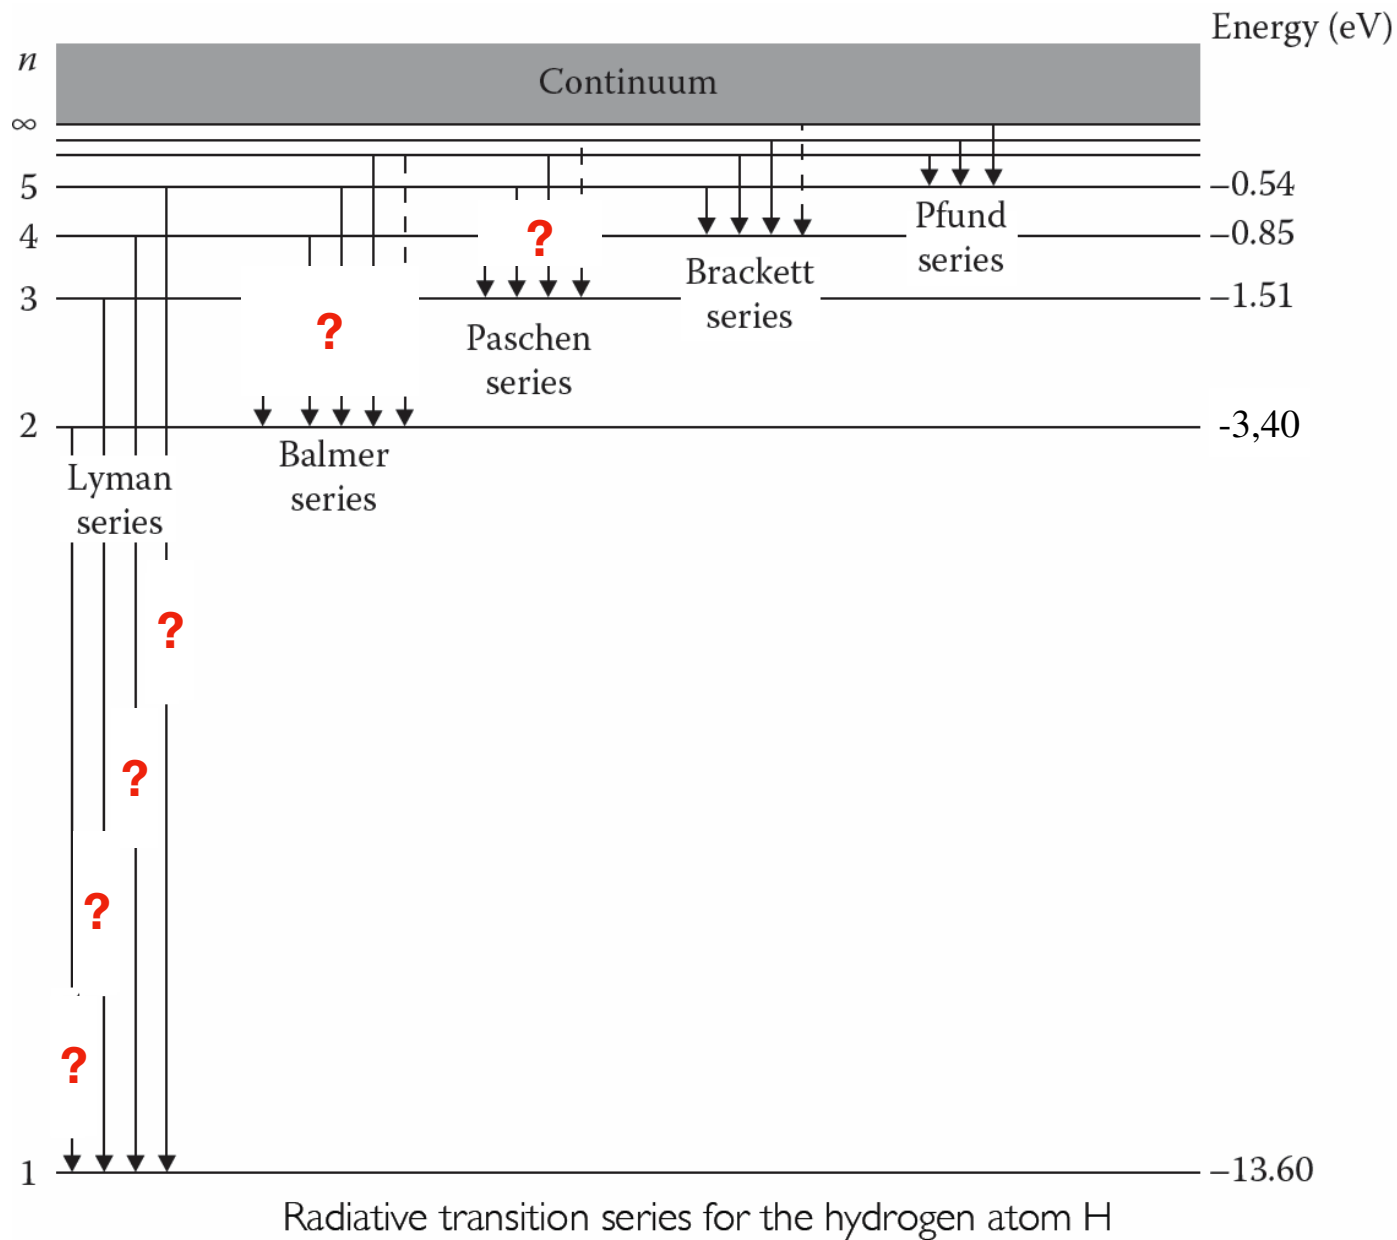 Energy (eV)
n
Continuum
∞
5
–0.54
4
?
–0.85
Pfund
series
3
–1.51
Brackett
series
?
Paschen
series
2
-3,40
Balmer
series
Lyman
series
?
?
?
?
1
–13.60
Radiative transition series for the hydrogen atom H